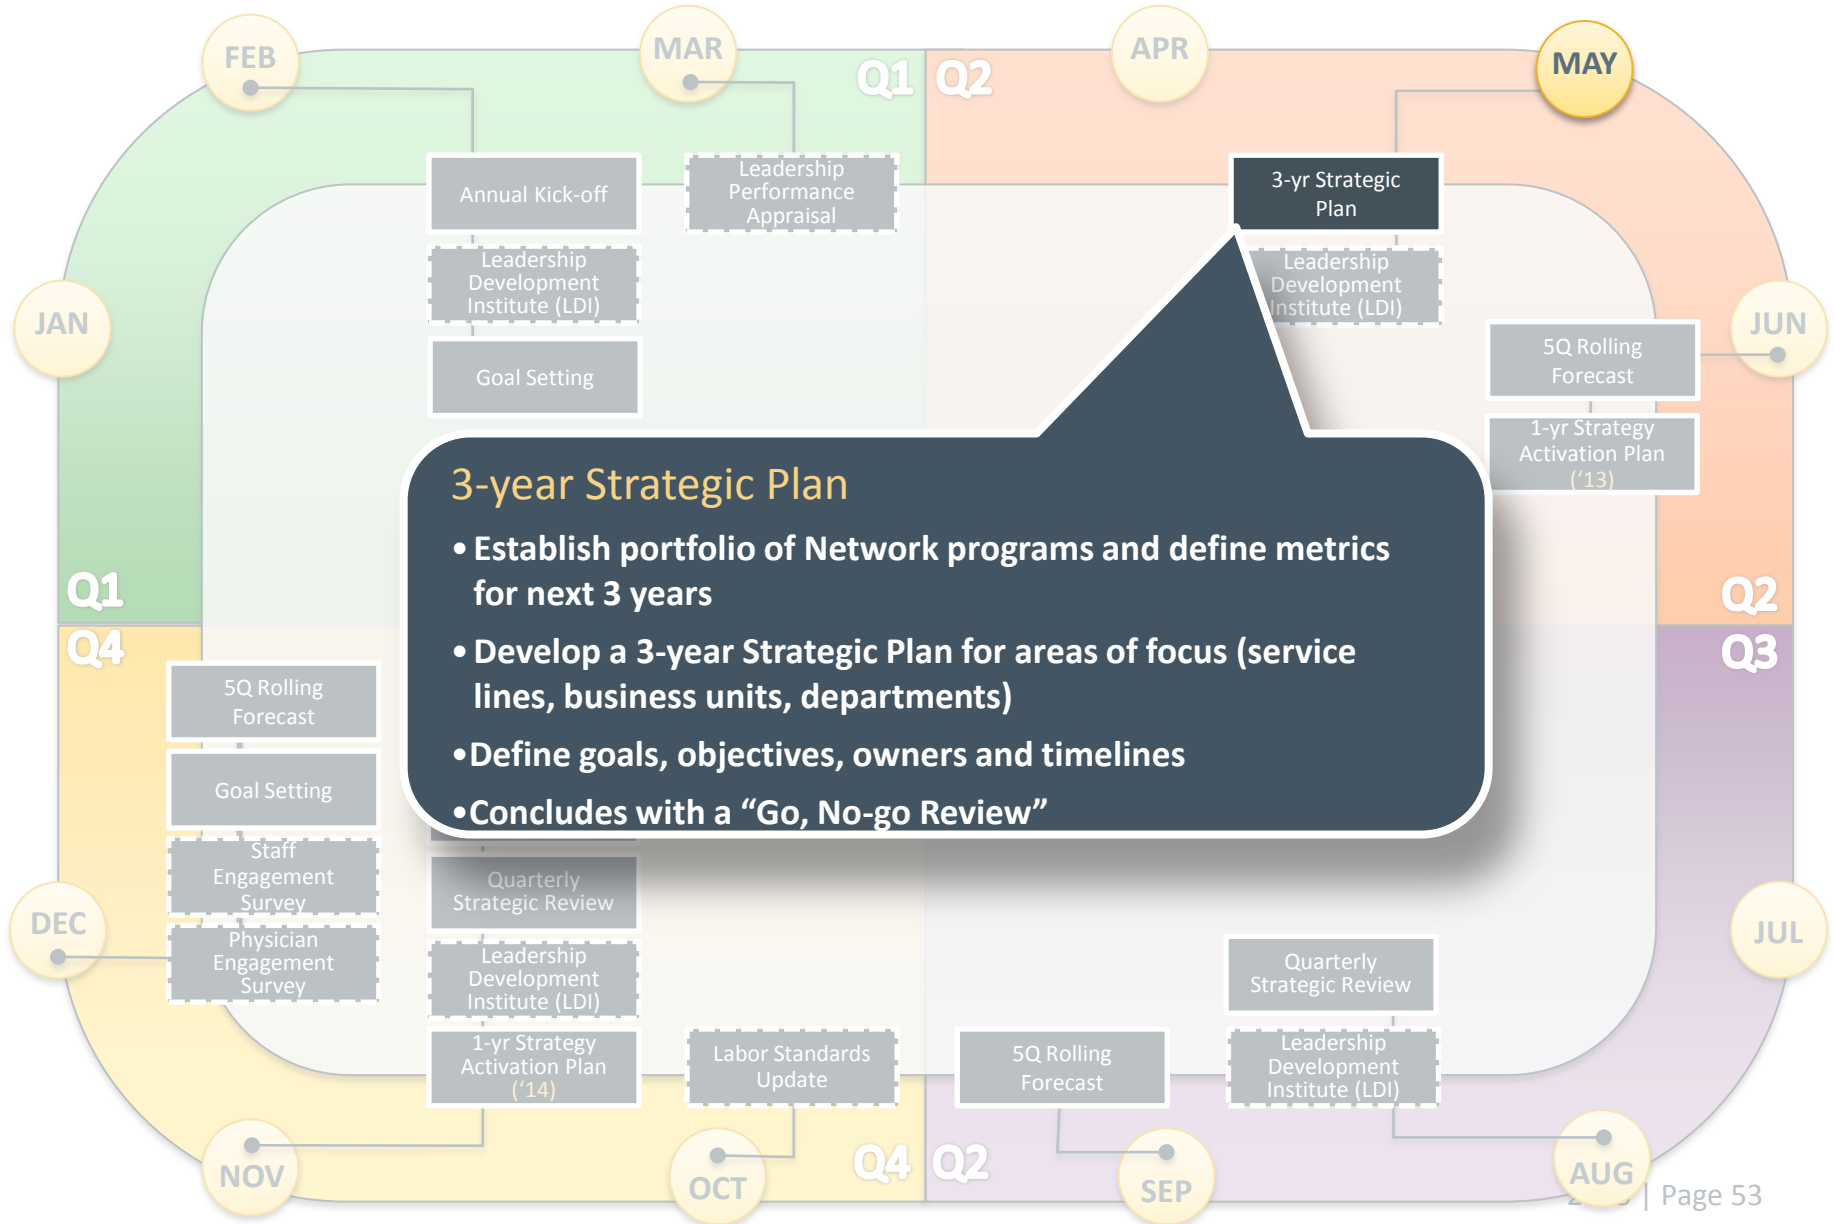 FEB
MAR
Q1
Q2
APR
MAY
Annual Kick-off
Leadership
Performance
Appraisal
3-yr Strategic
Plan
Leadership
Development
Institute (LDI)
Leadership
Development
Institute (LDI)
JAN
JUN
Goal Setting
5Q Rolling
Forecast
1-yr Strategy
Activation Plan
(‘13)
3-year Strategic Plan
•Establish portfolio of Network programs and define metrics
for next 3 years
•Develop a 3-year Strategic Plan for areas of focus (service
lines, business units, departments)
•Define goals, objectives, owners and timelines
•Concludes with a “Go, No-go Review”
Q1
Q2
Q4
Q3
5Q Rolling
Forecast
Goal Setting
Staff
Engagement
Survey
Physician
Engagement
Survey
DEC
Quarterly
Strategic Review
Leadership
Development
Institute (LDI)
1-yr Strategy
Activation Plan
(‘14)
Labor Standards
Update
5Q Rolling
Forecast
Quarterly
Strategic Review
Leadership
Development
Institute (LDI)
JUL
NOV
OCT
Q4
Q2
SEP
AUG
| Page 53